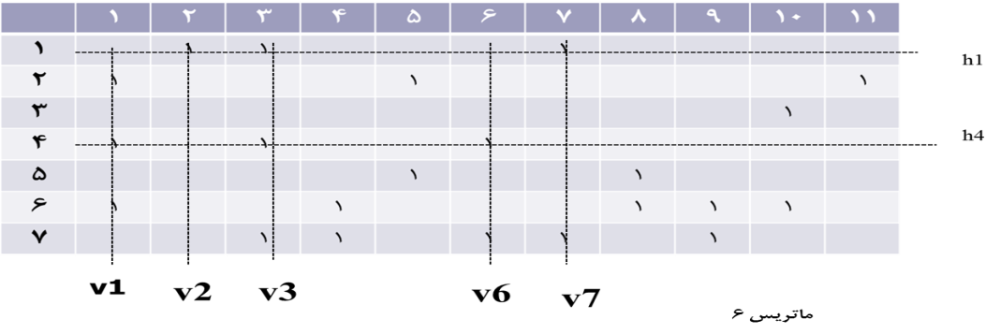 ۱ ۲ ۳ ۴ ۵ ۶ ۷ ۸ ۹ ۱۰ ۱۱
۱ ۱ ۱ ۱ h1
۲ ۱ ۱ ۱
۳ ۱
۴ ۱ ۱ ۱ h4
۵ ۱ ۱
۶ ۱ ۱ ۱ ۱ ۱
۷ ۱ ۱ ۱ ۱ ۱
v1 v2 v3 v6 v7
ماتریس ۶